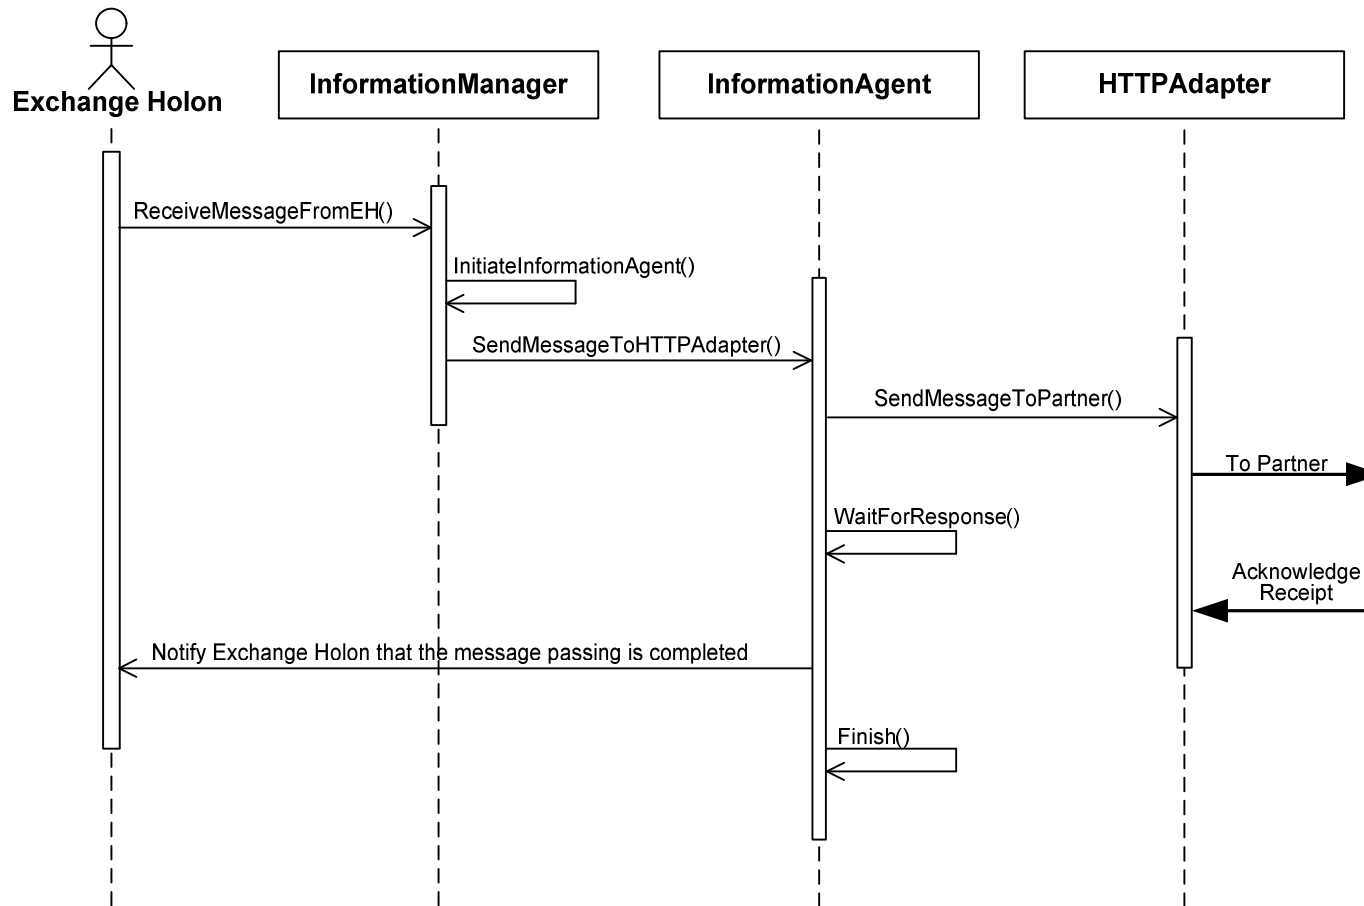 Exchange Holon
InformationManager
InformationAgent
HTTPAdapter
ReceiveMessageFromEH()
InitiateInformationAgent()
SendMessageToHTTPAdapter()
SendMessageToPartner()
To Partner
WaitForResponse()
Acknowledge
Receipt
Notify Exchange Holon that the message passing is completed
Finish()